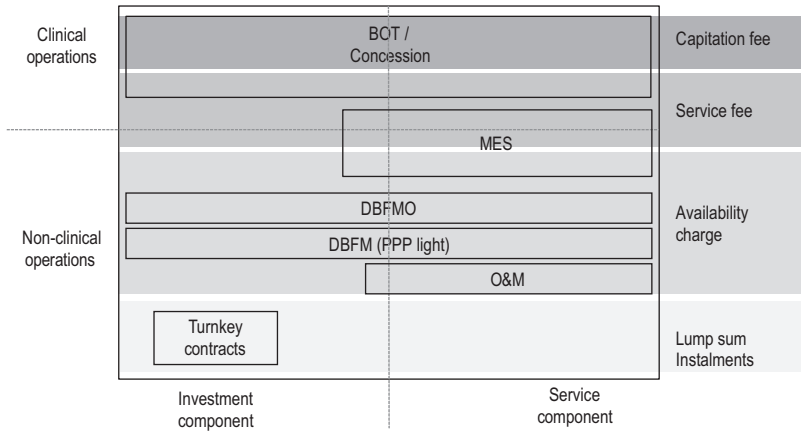 Clinical
operations
BOT /
Concession
Capitation fee
Service fee
MES
DBFMO
Availability
charge
Non-clinical
operations
DBFM (PPP light)
O&M
Turnkey
contracts
Lump sum
Instalments
Investment
component
Service
component